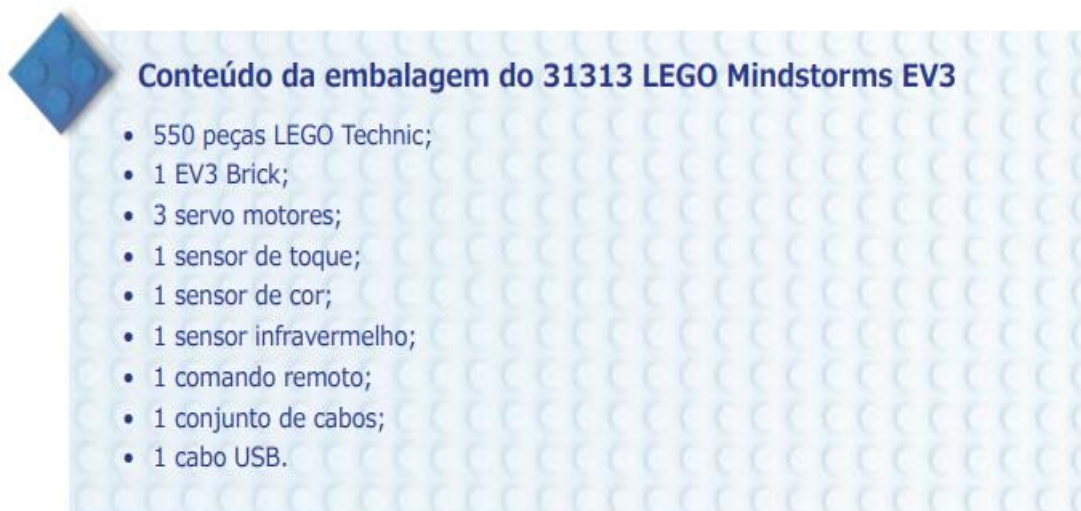 Conteúdo da embalagem do 31313 LEGO Mindstorms EV3
• 550 peças LEGO Technic;
• 1 EV3 Brick;
• 3 servo motores;
• 1 sensor de toque;
• 1 sensor de cor;
• 1 sensor infravermelho;
• 1 comando remoto;
• 1 conjunto de cabos;
• 1 cabo USB.